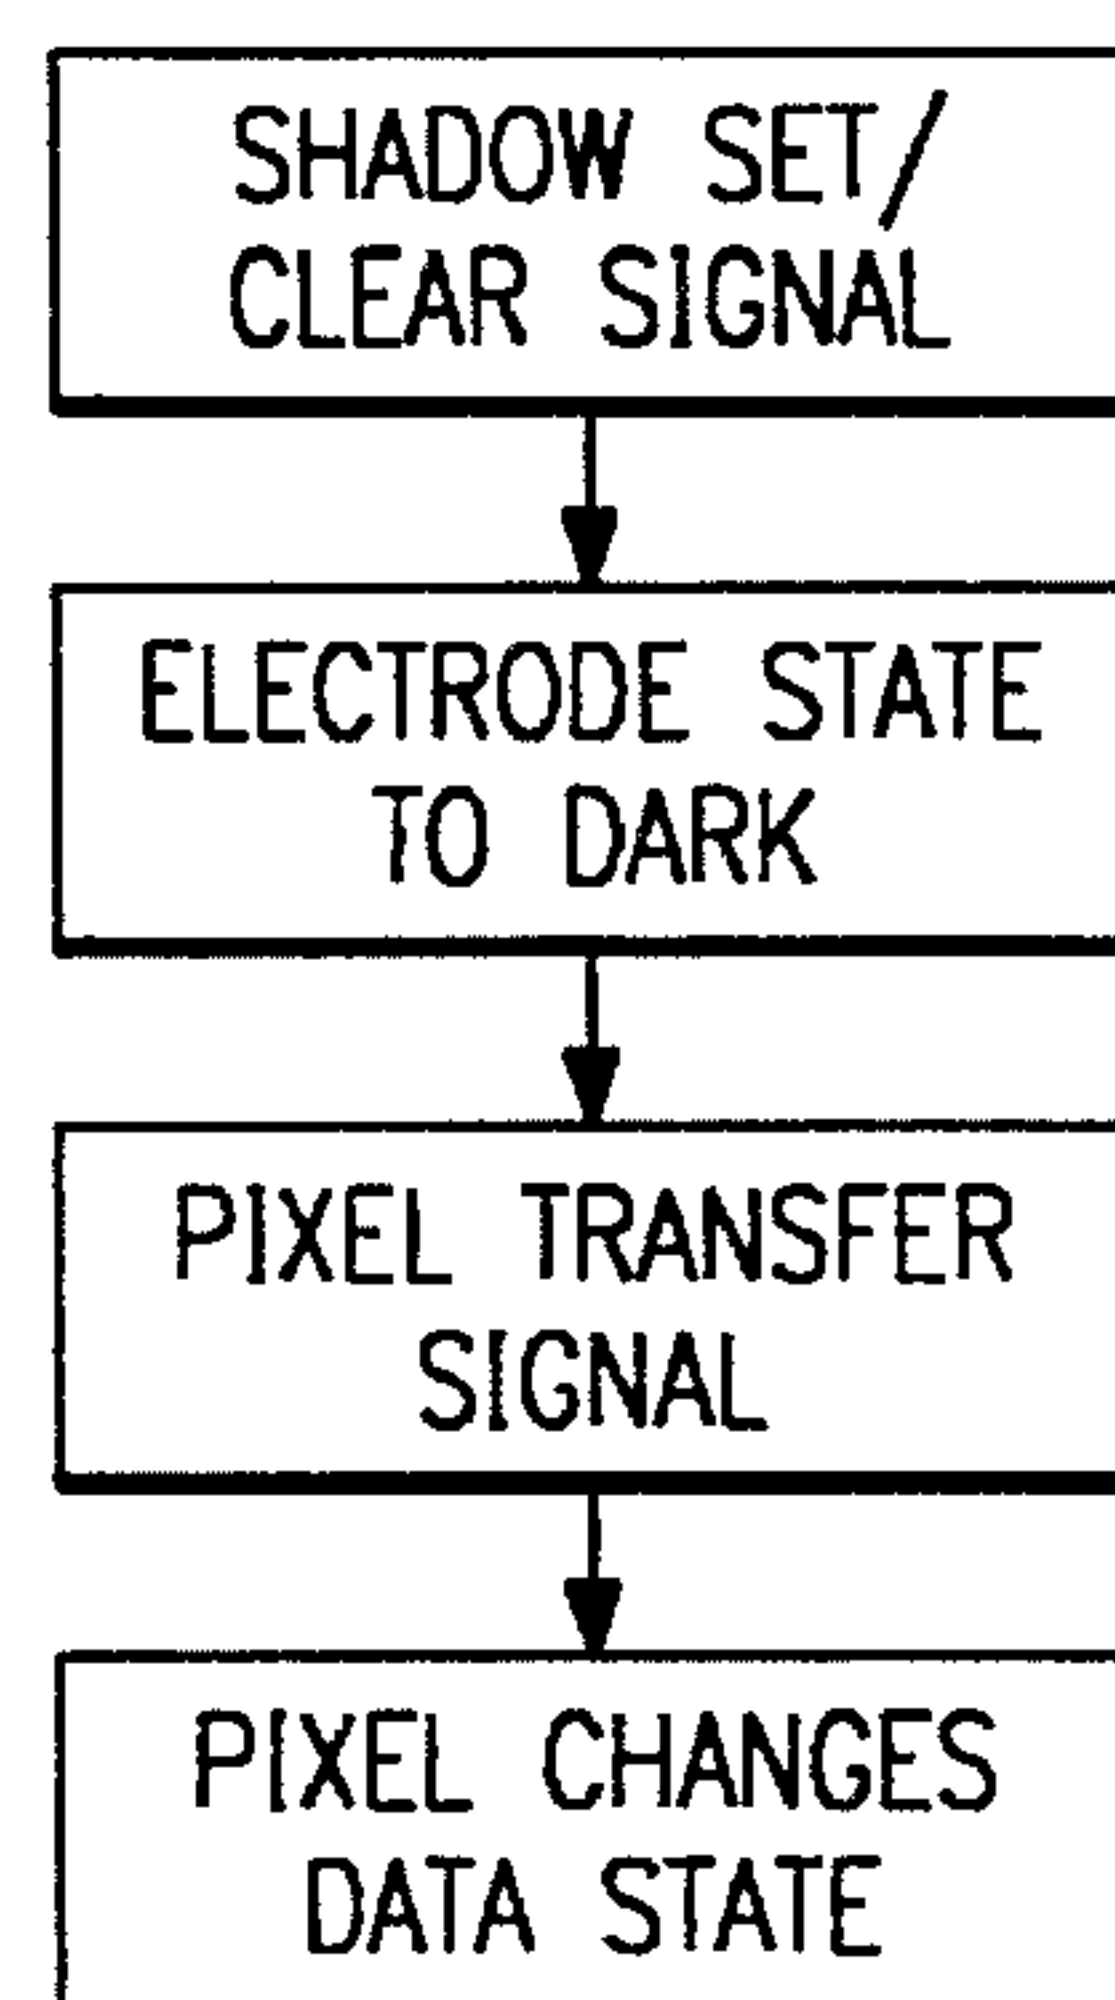 SHADOW SET/
CLEAR SIGNAL
ELECTRODE STATE
TO DARK
PIXEL TRANSFER
SIGNAL
PIXEL CHANGES
DATA STATE